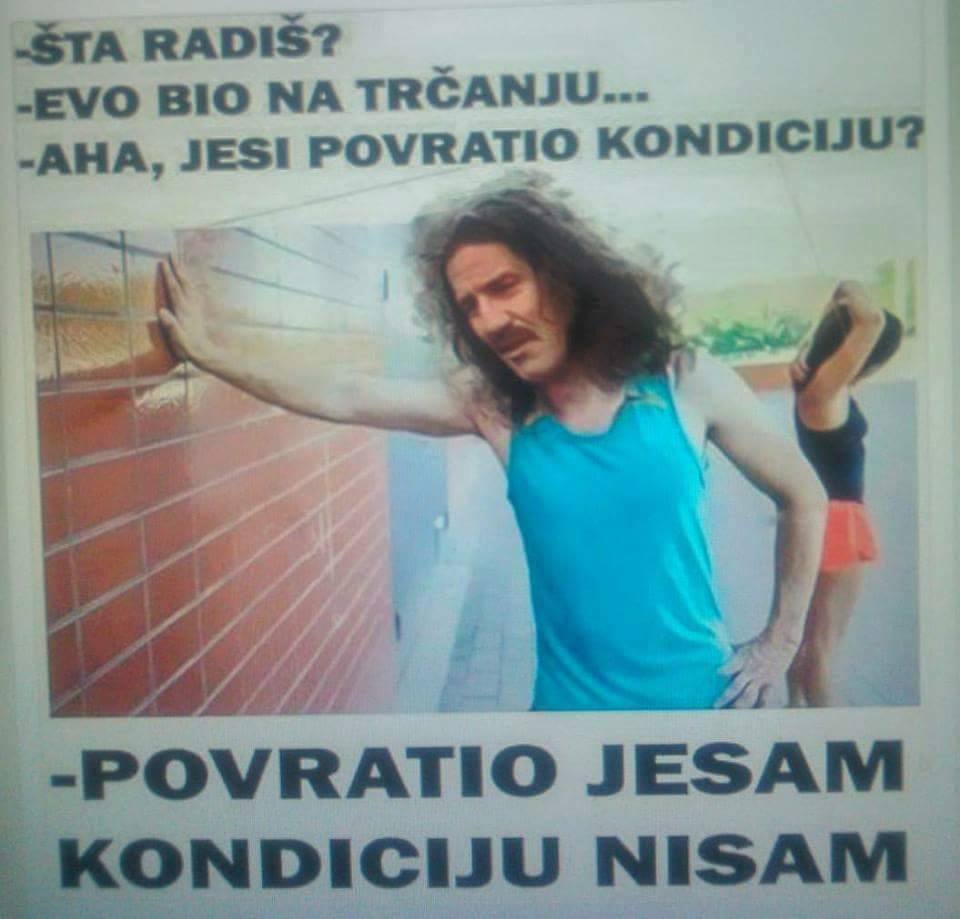 -ŠTA RADIŠ?
-EVO BIO NA TRČANJU...
-AHA, JESI POVRATIO KONDICIJU?
-POVRATIO JESAM
KONDICIJU NISAM